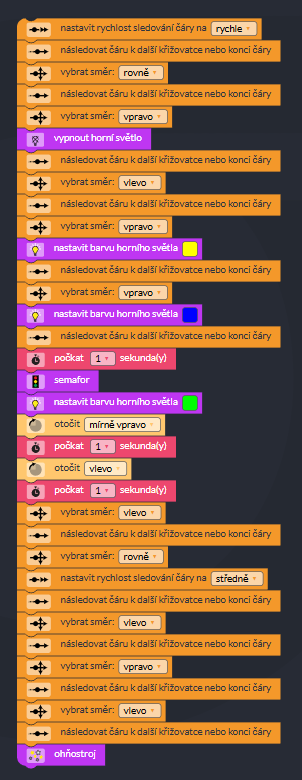 nastavit rychlost sledování čáry na rychle
následovat čáru k další křižovatce nebo konci čáry
vybrat směr: rovně
následovat čáru k další křižovatce nebo konci čáry
vybrat směr: vpravo
vypnout horní světlo
následovat čáru k další křižovatce nebo konci čáry
vybrat směr: vlevo
následovat čáru k další křižovatce nebo konci čáry
vybrat směr: vpravo
nastavit barvu horního světla
následovat čáru k další křižovatce nebo konci čáry
vybrat směr: vpravo
nastavit barvu horního světla
následovat čáru k další křižovatce nebo konci čáry
počkat 1 sekunda(y)
semafor
nastavit barvu horního světla
otočit mírně vpravo
počkat 1 sekunda(y)
otočit vlevo
počkat 1 sekunda(y)
vybrat směr: vlevo
následovat čáru k další křižovatce nebo konci čáry
vybrat směr: rovně
nastavit rychlost sledování čáry na středně
následovat čáru k další křižovatce nebo konci čáry
vybrat směr: vlevo
následovat čáru k další křižovatce nebo konci čáry
vybrat směr: vpravo
následovat čáru k další křižovatce nebo konci čáry
vybrat směr: vlevo
následovat čáru k další křižovatce nebo konci čáry
ohňostroj